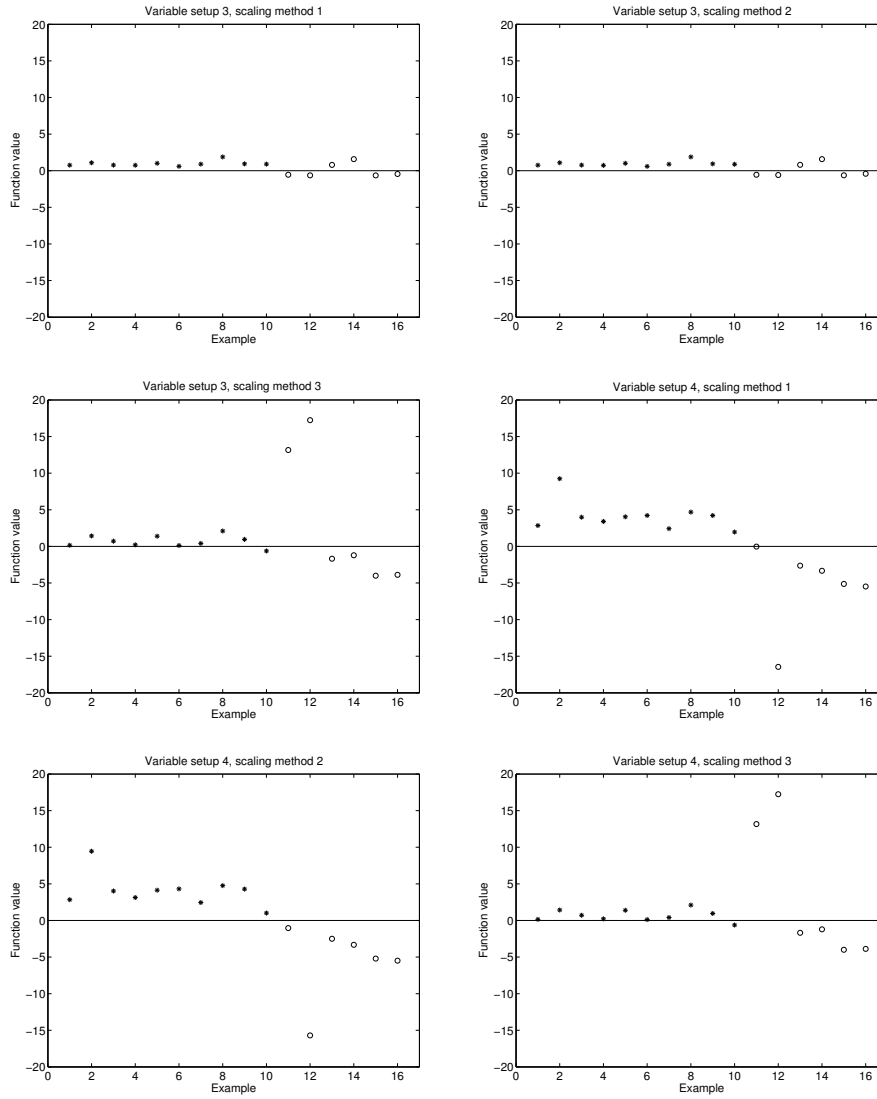 Variable setup 3, scaling method 1
20
15
10
5
0
−5
−10
−15
−20
0 2 4 6 8 10 12 14 16
Example
Function value
Variable setup 3, scaling method 2
20
15
10
5
0
−5
−10
−15
−20
0 2 4 6 8 10 12 14 16
Example
Function value
Variable setup 3, scaling method 3
20
15
10
5
0
−5
−10
−15
−20
0 2 4 6 8 10 12 14 16
Example
Function value
Variable setup 4, scaling method 1
20
15
10
5
0
−5
−10
−15
−20
0 2 4 6 8 10 12 14 16
Example
Function value
Variable setup 4, scaling method 2
20
15
10
5
0
−5
−10
−15
−20
0 2 4 6 8 10 12 14 16
Example
Function value
Variable setup 4, scaling method 3
20
15
10
5
0
−5
−10
−15
−20
0 2 4 6 8 10 12 14 16
Example
Function value